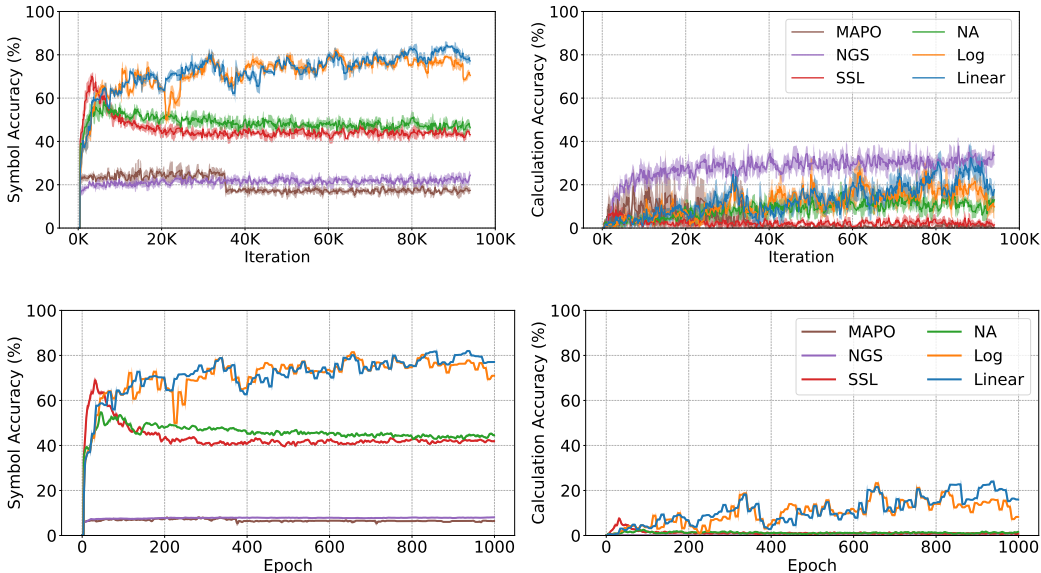 Symbol Accuracy (%)
100
80
60
40
20
0
0K 20K 40K 60K 80K 100K
Iteration
Calculation Accuracy (%)
100
80
60
40
20
0
0K 20K 40K 60K 80K 100K
Iteration
MAPO NA
NGS Log
SSL Linear
Symbol Accuracy (%)
100
80
60
40
20
0
0 200 400 600 800 1000
Epoch
Calculation Accuracy (%)
100
80
60
40
20
0
0 200 400 600 800 1000
Epoch
MAPO NA
NGS Log
SSL Linear